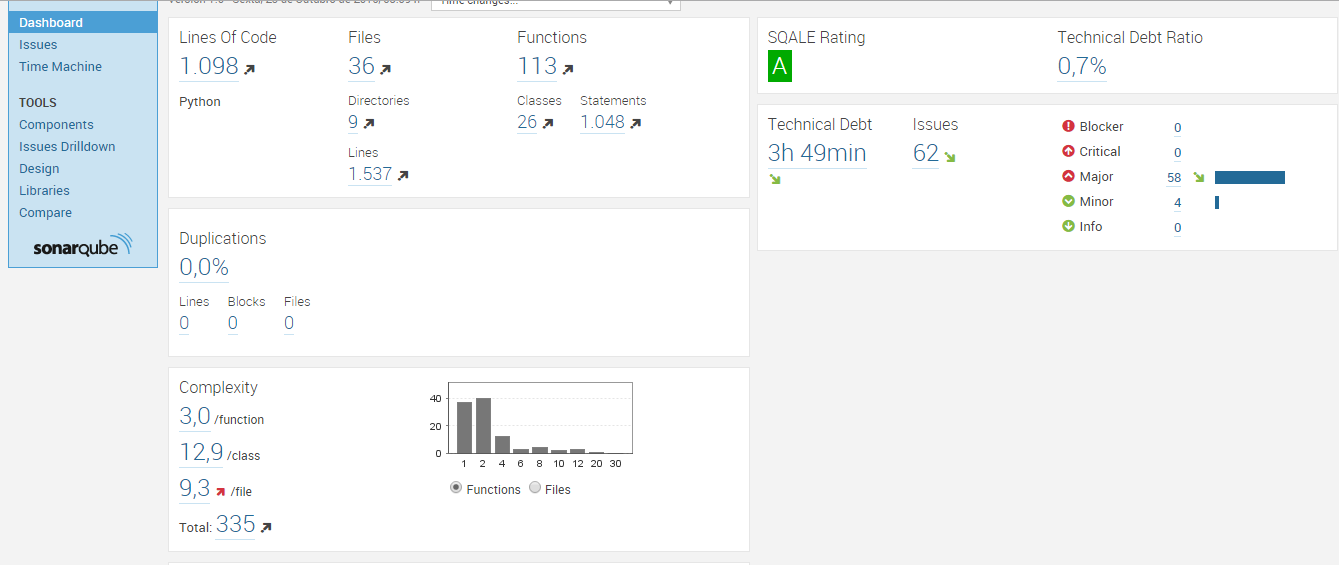 Time changes...
Dashboard
Issues
Time Machine
TOOLS
Components
Issues Drilldown
Design
Libraries
Compare
sonarqube
Lines Of Code
1.098
Python
Files
36
Directories
9
Lines
1.537
Functions
113
Classes
26
Statements
1.048
Duplications
0,0%
Lines
0
Blocks
0
Files
0
Complexity
3,0 /function
12,9 /class
9,3 /file
Total: 335
40
20
0
1 2 4 6 8 10 12 20 30
Functions Files
SQALE Rating
A
Technical Debt Ratio
0,7%
Technical Debt
3h 49min
Issues
62
Blocker 0
Critical 0
Major 58
Minor 4
Info 0